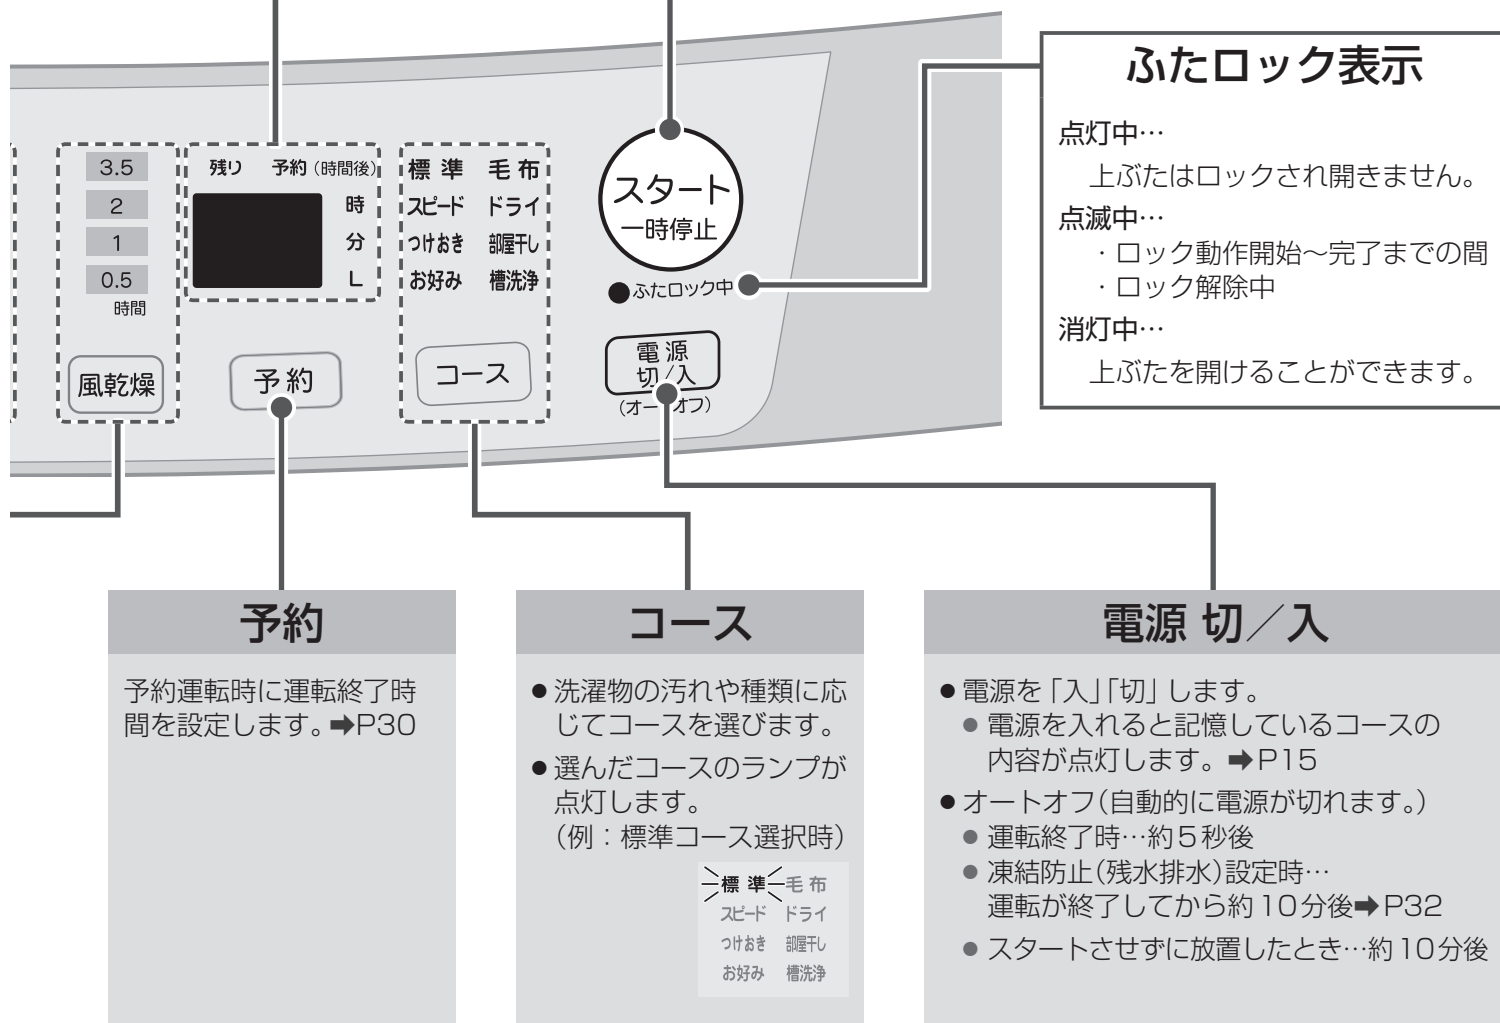 3.5
2
1
0.5
時間
風乾燥
残り 予約(時間後)
時
分
L
予約
標準 毛布
スピード ドライ
つけおき 部屋干し
お好み 槽洗浄
コース
スタート
一時停止
●ふたロック中
電源
切/入
(オートオフ)
ふたロック表示
点灯中…
上ぶたはロックされ開きません。
点滅中…
・ロック動作開始〜完了までの間
・ロック解除中
消灯中…
上ぶたを開けることができます。
予約
予約運転時に運転終了時
間を設定します。➡P30
コース
●洗濯物の汚れや種類に応
じてコースを選びます。
●選んだコースのランプが
点灯します。
(例：標準コース選択時)
標準 毛布
スピード ドライ
つけおき 部屋干し
お好み 槽洗浄
電源 切／入
●電源を「入」「切」します。
●電源を入れると記憶しているコースの
内容が点灯します。➡P15
●オートオフ(自動的に電源が切れます。)
●運転終了時…約5秒後
●凍結防止(残水排水)設定時…
運転が終了してから約10分後➡P32
●スタートさせずに放置したとき…約10分後